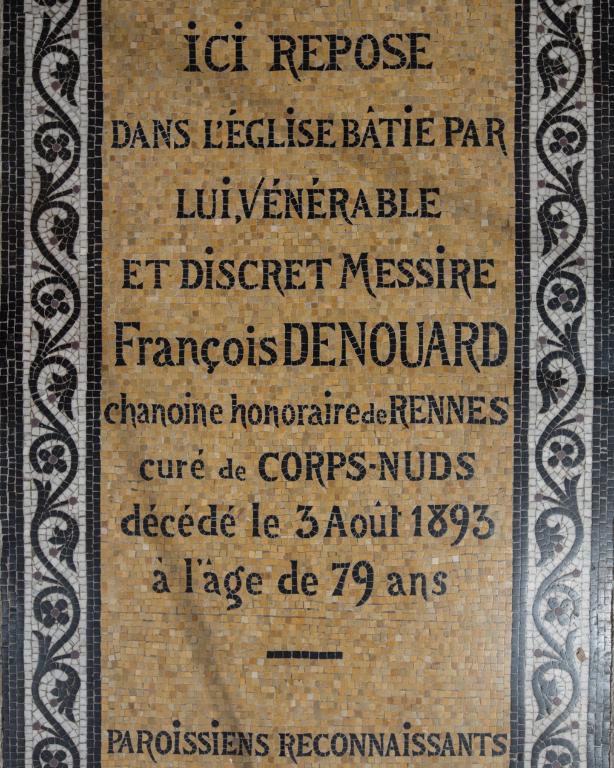 ICI REPOSE
DANS L'ÉGLISE BÂTIE PAR
LUI, VÉNÉRABLE
ET DISCRET MESSIRE
François DENOUARD
chanoine honoraire de RENNES
curé de CORPS-NUDS
décédé le 3 Août 1893
à l'âge de 79 ans
PAROISSIENS RECONNAISSANTS